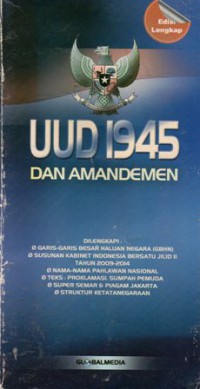 Edisi
Lengkap
UUD 1945
DAN AMANDEMEN
DILENGKAPI :
Ø GARIS-GARIS BESAR HALUAN NEGARA (GBHN)
Ø SUSUNAN KABINET INDONESIA BERSATU JILID II
TAHUN 2009-2014
Ø NAMA-NAMA PAHLAWAN NASIONAL
Ø TEKS : PROKLAMASI, SUMPAH PEMUDA
Ø SUPER SEMAR & PIAGAM JAKARTA
Ø STRUKTUR KETATANEGARAAN
GLOBALMEDIA